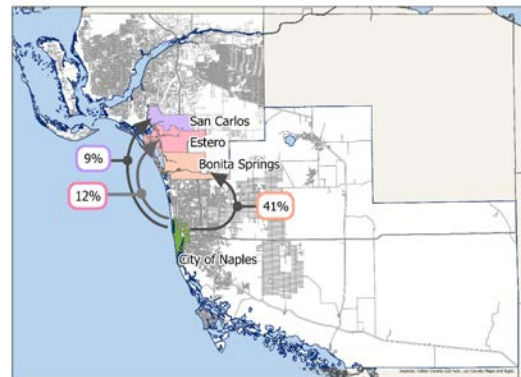 San Carlos
Estero
9%
Bonita Springs
12%
41%
City of Naples